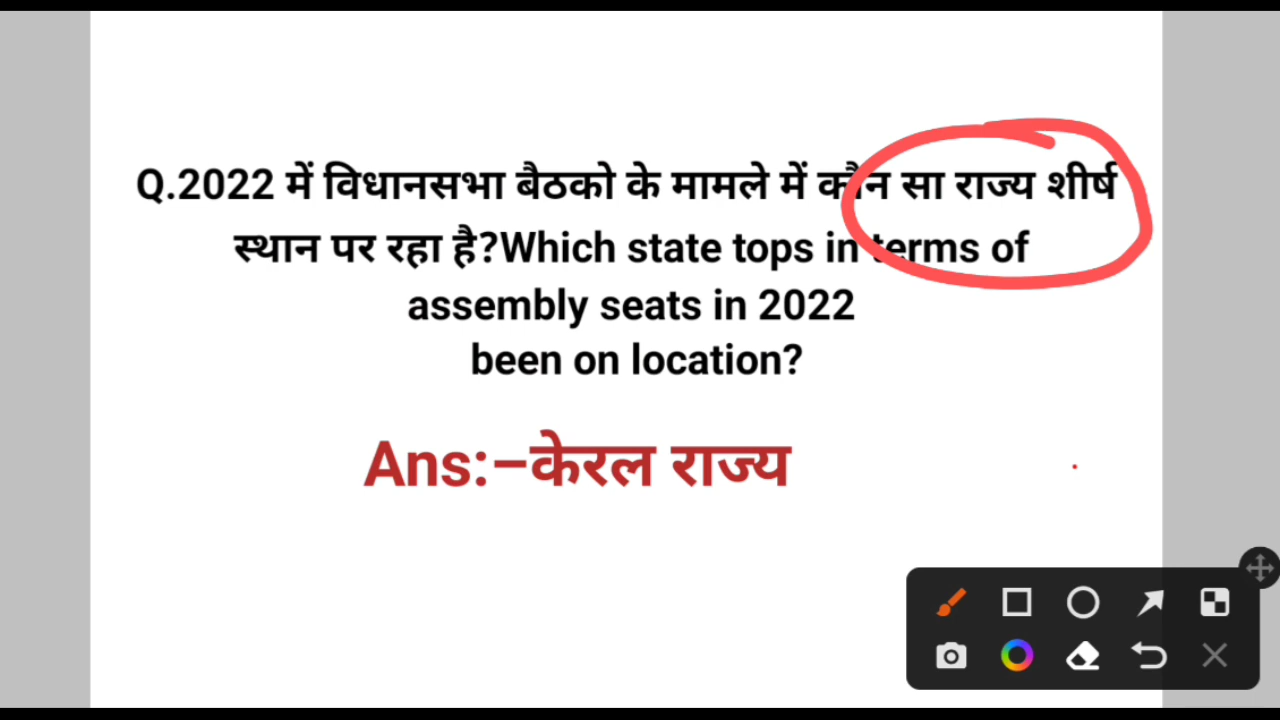 Q.2022 में विधानसभा बैठको के मामले में कौन सा राज्य शीर्ष
स्थान पर रहा है?Which state tops in terms of
assembly seats in 2022
been on location?
Ans:–केरल राज्य